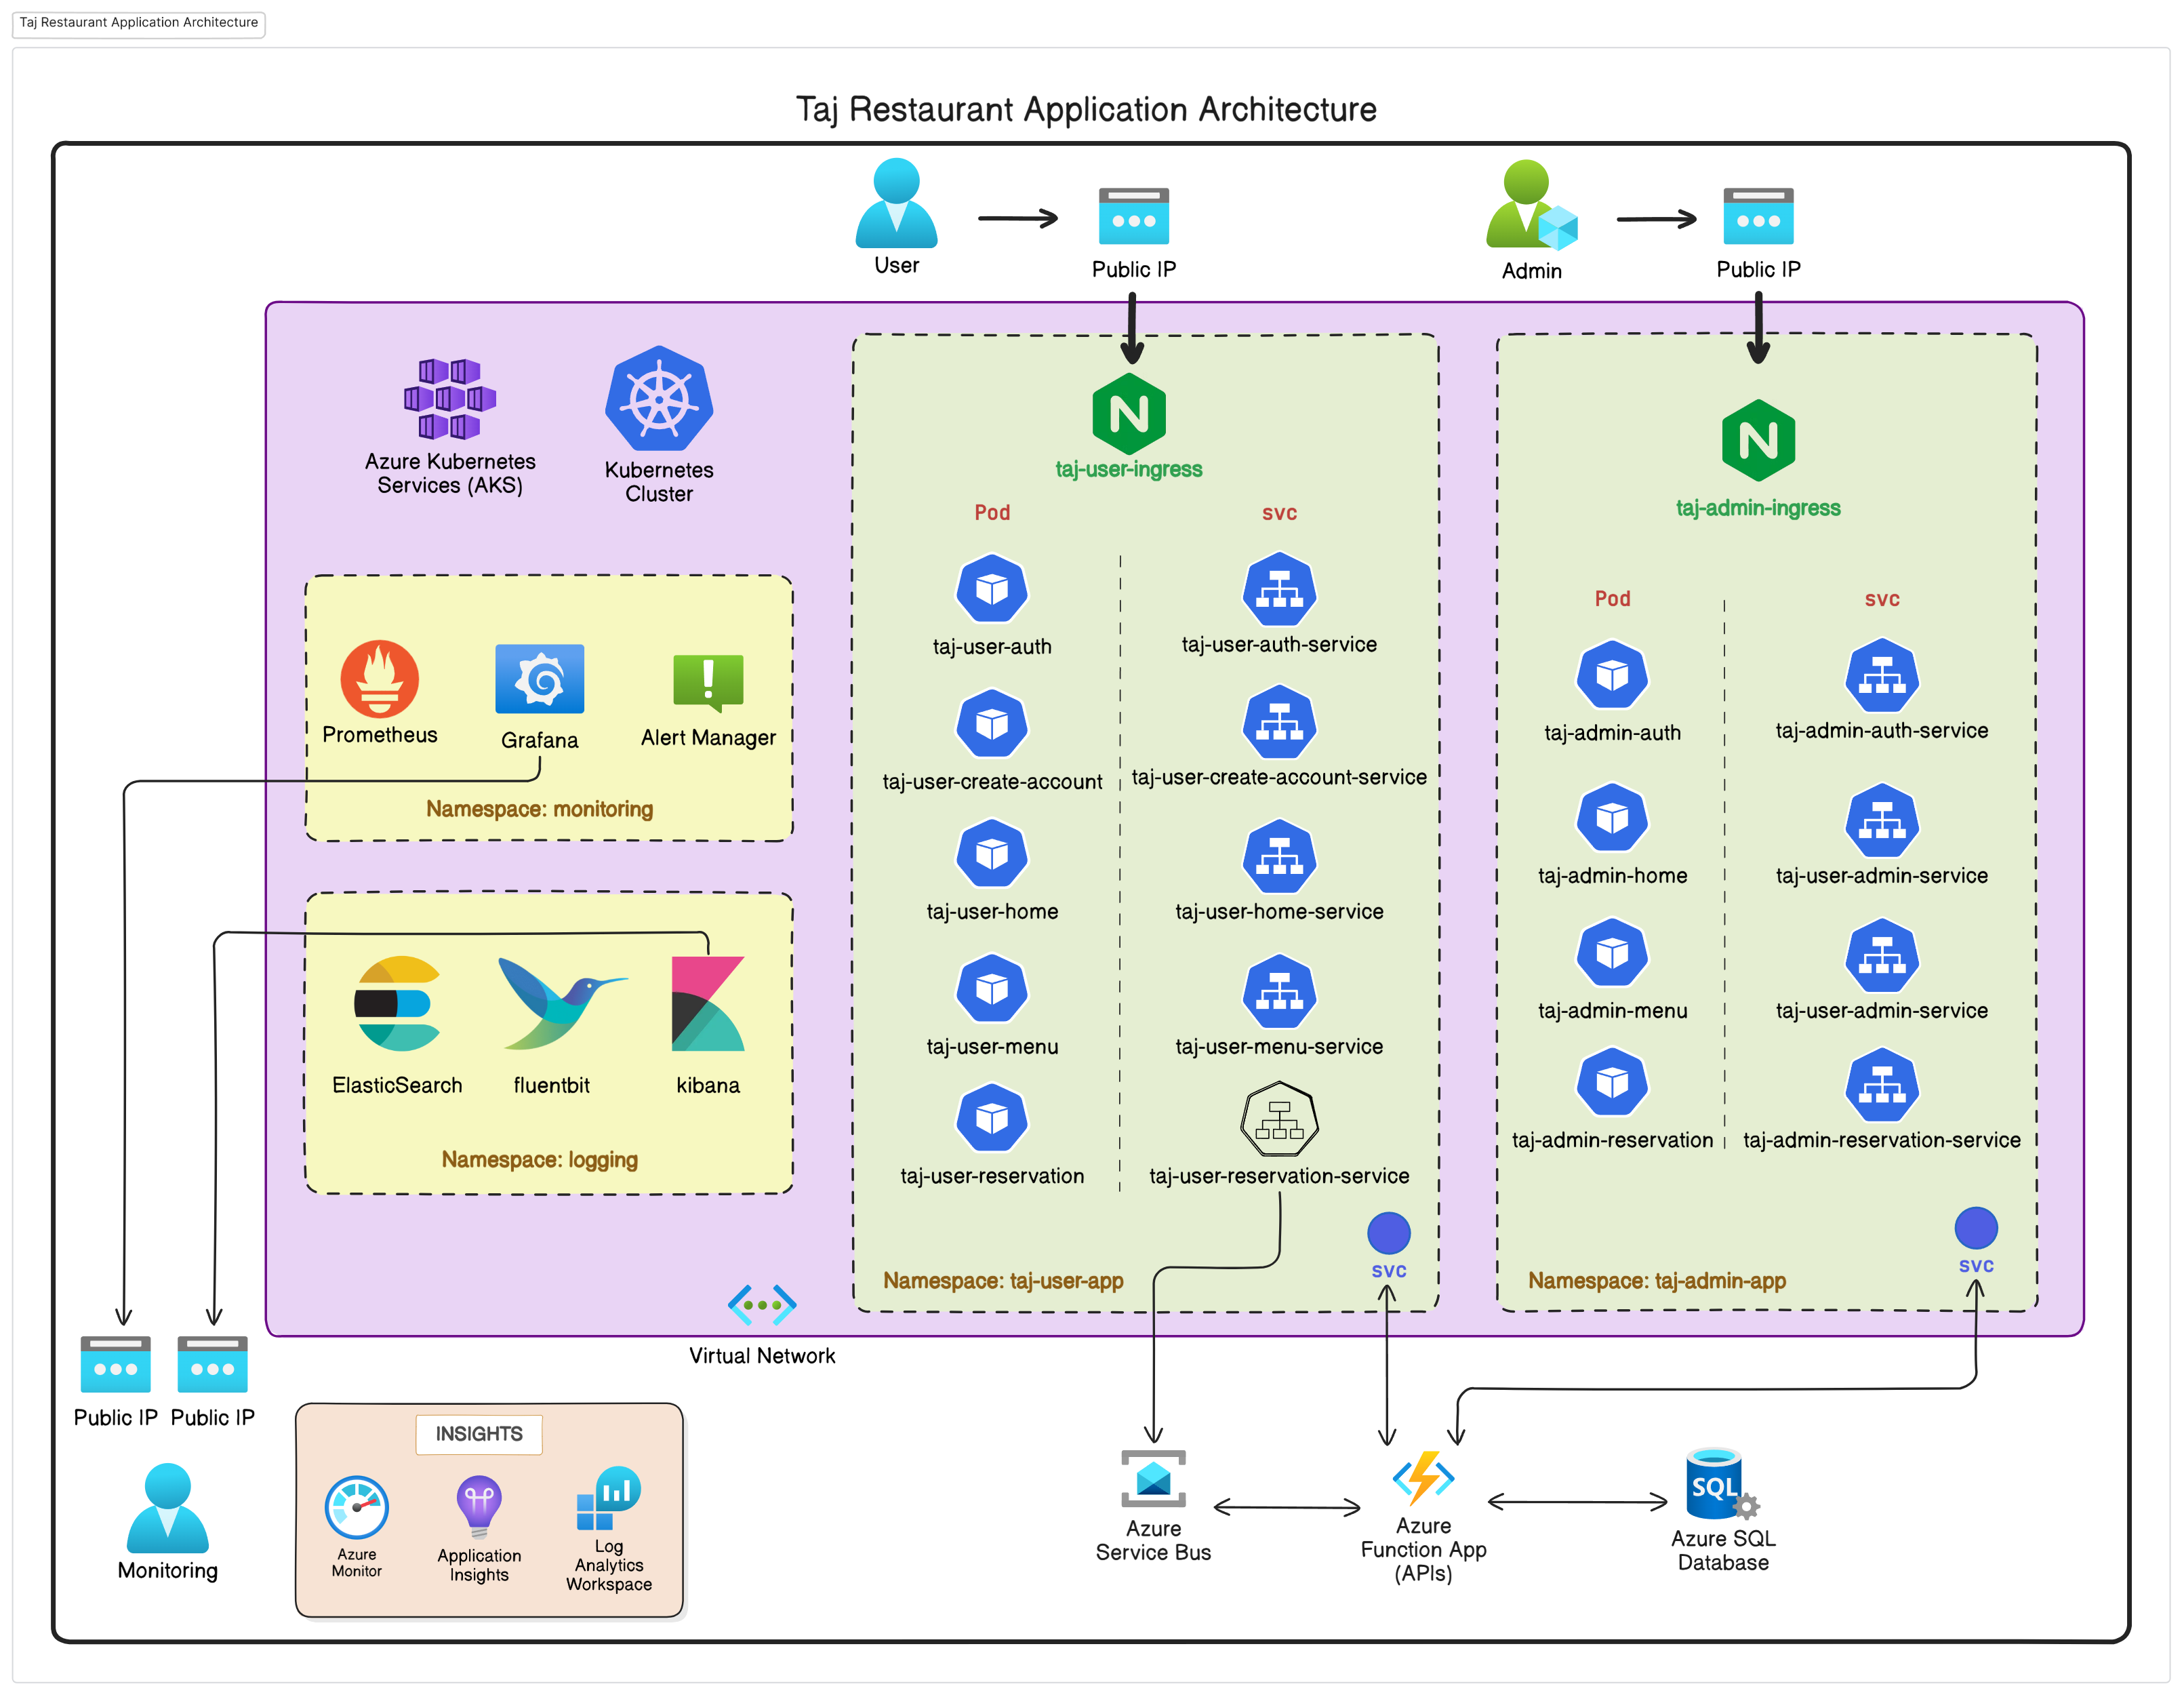 Taj Restaurant Application Architecture
Taj Restaurant Application Architecture
User
Public IP
Admin
Public IP
Azure Kubernetes
Services (AKS)
Kubernetes
Cluster
Prometheus
Grafana
Alert Manager
Namespace: monitoring
ElasticSearch
fluentbit
kibana
Namespace: logging
taj-user-ingress
Pod
svc
taj-user-auth
taj-user-auth-service
taj-user-create-account
taj-user-create-account-service
taj-user-home
taj-user-home-service
taj-user-menu
taj-user-menu-service
taj-user-reservation
taj-user-reservation-service
Namespace: taj-user-app
svc
taj-admin-ingress
Pod
svc
taj-admin-auth
taj-admin-auth-service
taj-admin-home
taj-user-admin-service
taj-admin-menu
taj-user-admin-service
taj-admin-reservation
taj-admin-reservation-service
Namespace: taj-admin-app
svc
Virtual Network
Public IP
Public IP
Monitoring
INSIGHTS
Azure
Monitor
Application
Insights
Log
Analytics
Workspace
Azure
Service Bus
Azure
Function App
(APIs)
SQL
Azure SQL
Database